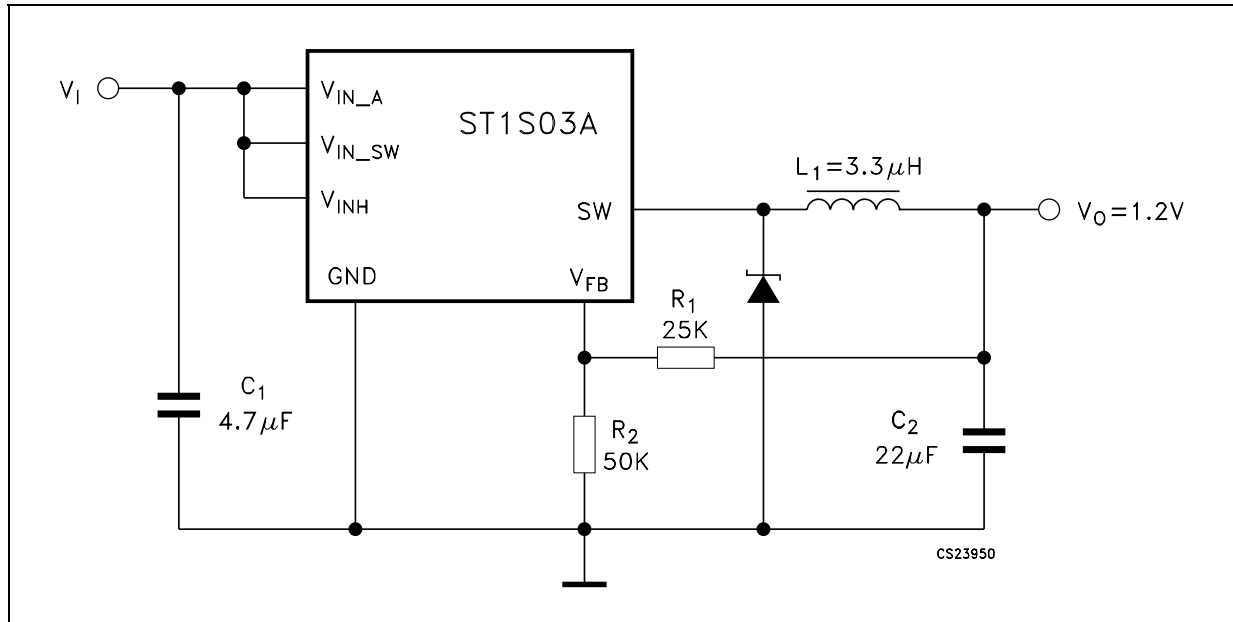 V_I
V_IN_A
ST1S03A
V_IN_SW
L_1=3.3μH
V_INH
SW
V_O=1.2V
GND
V_FB
R_1
25K
C_1
4.7μF
R_2
50K
C_2
22μF
CS23950